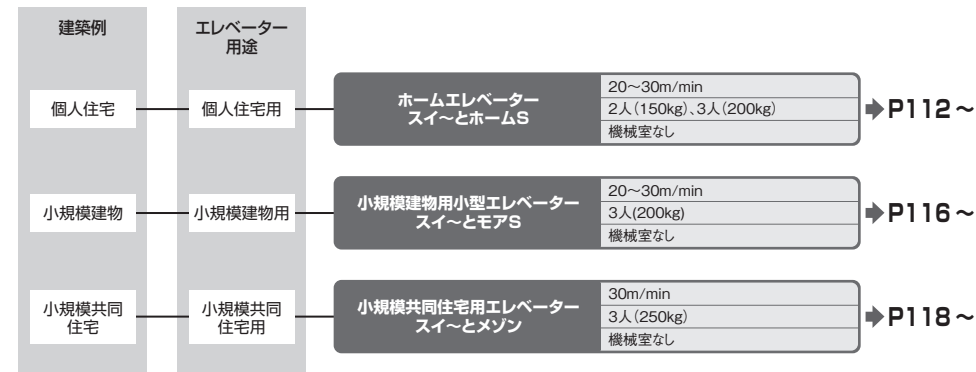 建築例
エレベーター
用途
個人住宅
個人住宅用
ホームエレベーター
スイ～とホームS
20～30m/min
2人（150kg）、3人（200kg）
機械室なし
P112～
小規模建物
小規模建物用
小規模建物用小型エレベーター
スイ～とモアS
20～30m/min
3人(200kg)
機械室なし
P116～
小規模共同
住宅
小規模共同
住宅用
小規模共同住宅用エレベーター
スイ～とメゾン
30m/min
3人（250kg）
機械室なし
P118～